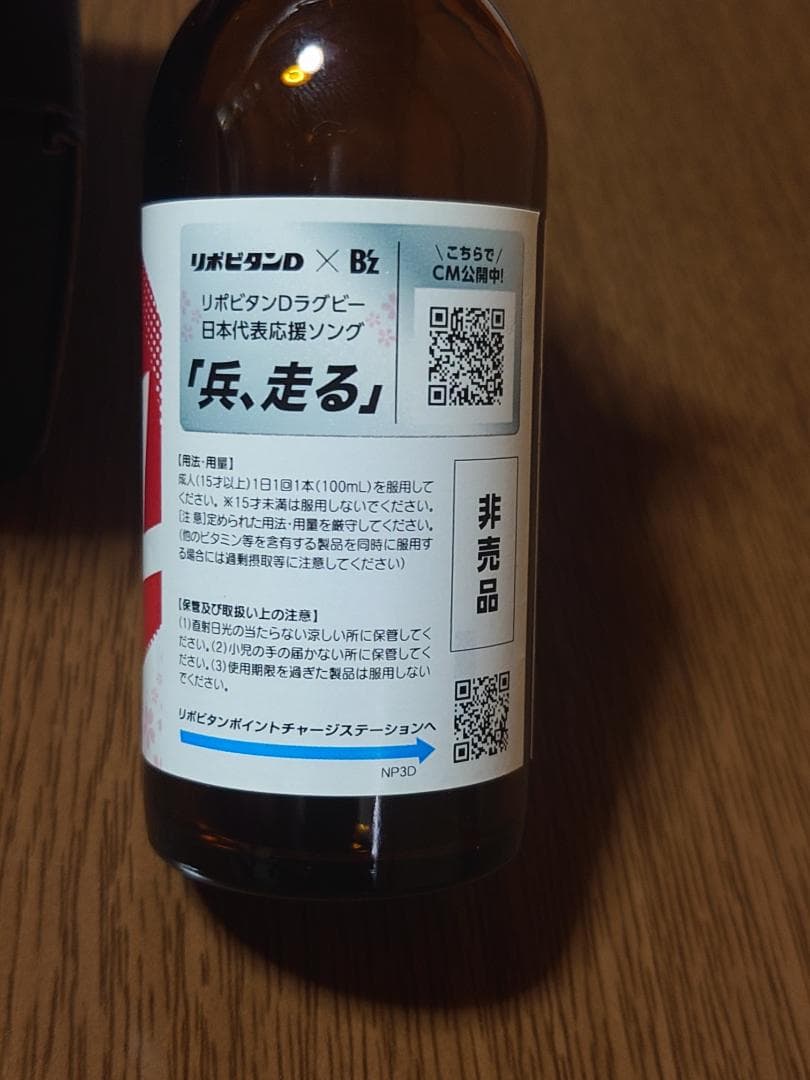 リポビタンD × B'z
リポビタンDラグビー
日本代表応援ソング
「兵、走る」
\こちらで/
CM公開中!
【用法・用量】
成人(15才以上)1日1回1本(100mL)を服用して
ください。※15才未満は服用しないでください。
[注意]定められた用法・用量を厳守してください。
(他のビタミン等を含有する製品を同時に服用す
る場合には過剰摂取等に注意してください)
非売品
【保管及び取扱い上の注意】
(1)直射日光の当たらない涼しい所に保管してく
ださい。(2)小児の手の届かない所に保管してく
ださい。(3)使用期限を過ぎた製品は服用しない
でください。
リポビタンポイントチャージステーションへ
NP3D